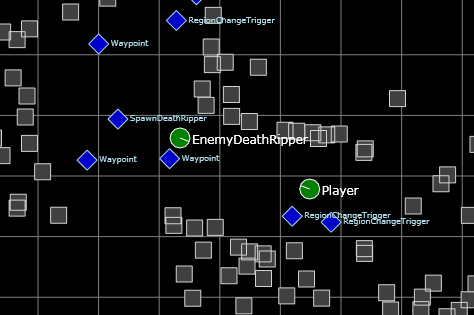 RegionChangeTrigger
Waypoint
SpawnDeathRipper
EnemyDeathRipper
Waypoint
Waypoint
Player
RegionChangeTrigger
RegionChangeTrigger